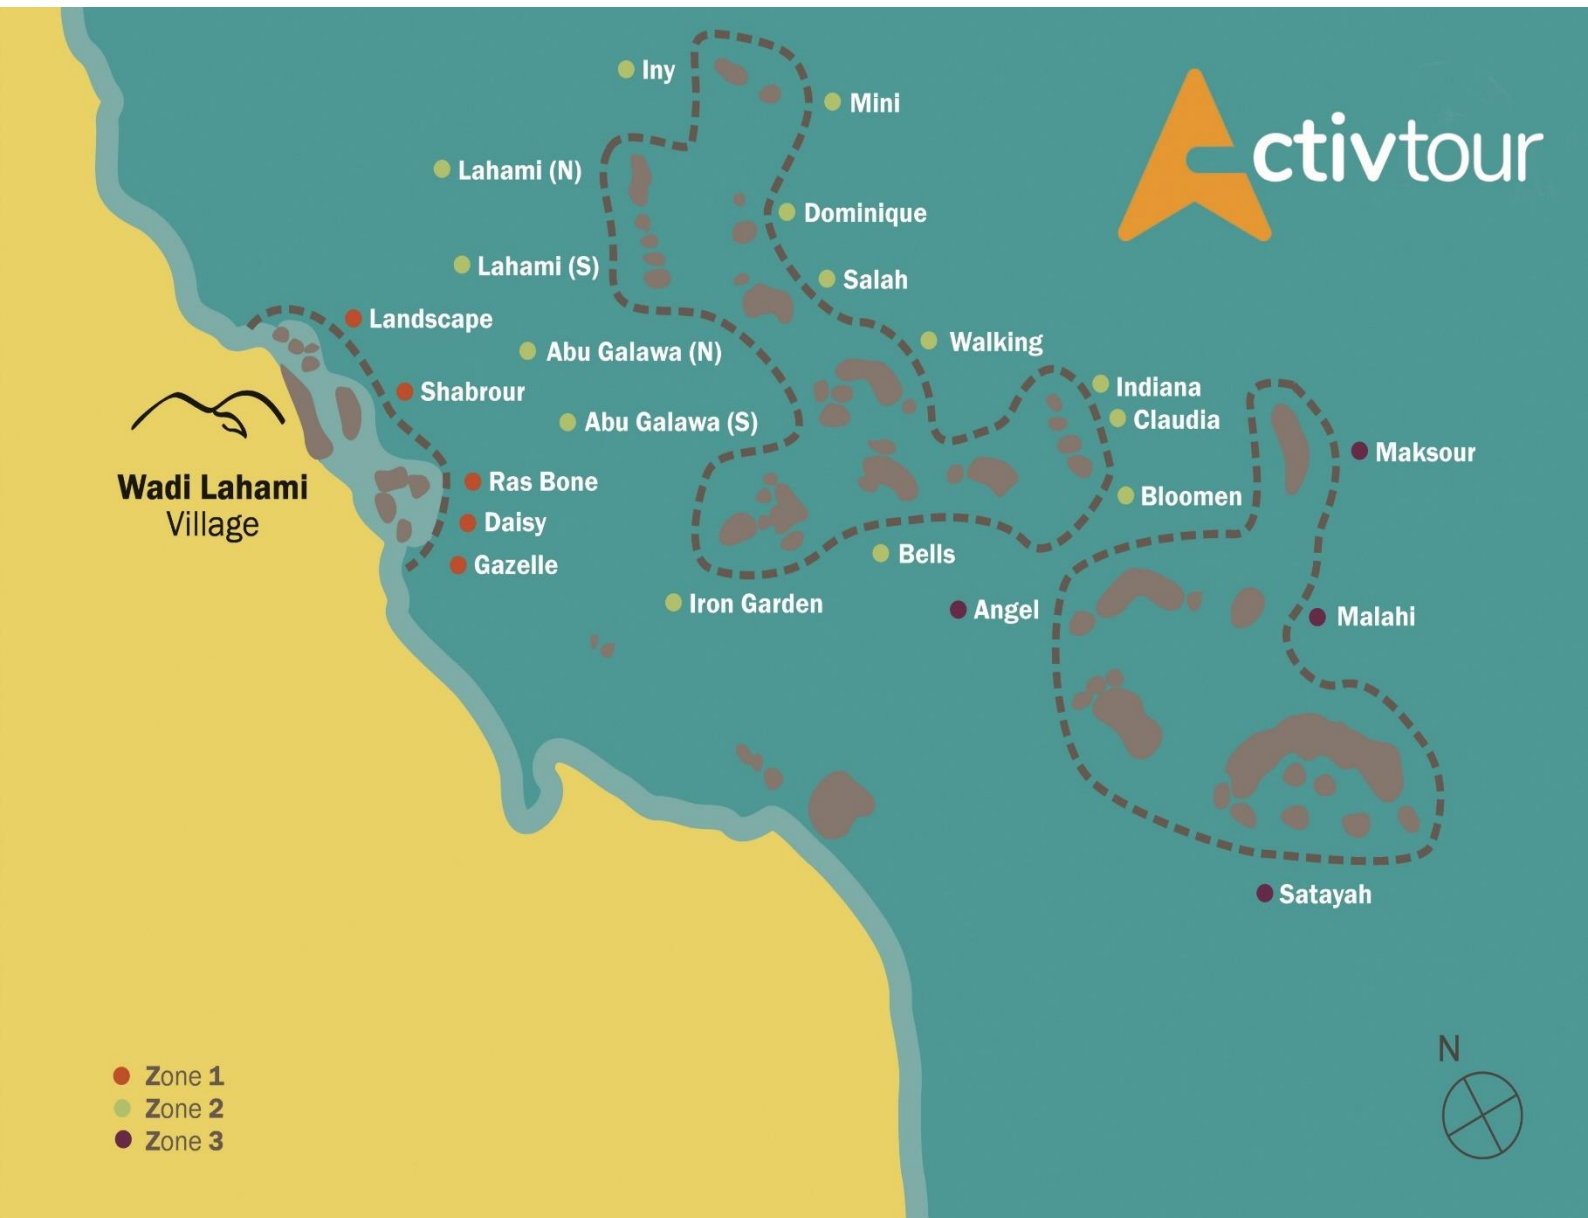 Iny
Mini
ctivtour
Lahami (N)
Dominique
Lahami (S)
Salah
Landscape
Walking
Abu Galawa (N)
Indiana
Shabrour
Claudia
Abu Galawa (S)
Maksour
Wadi Lahami
Village
Ras Bone
Bloomen
Daisy
Bells
Gazelle
Iron Garden
Angel
Malahi
Satayah
N
Zone 1
Zone 2
Zone 3